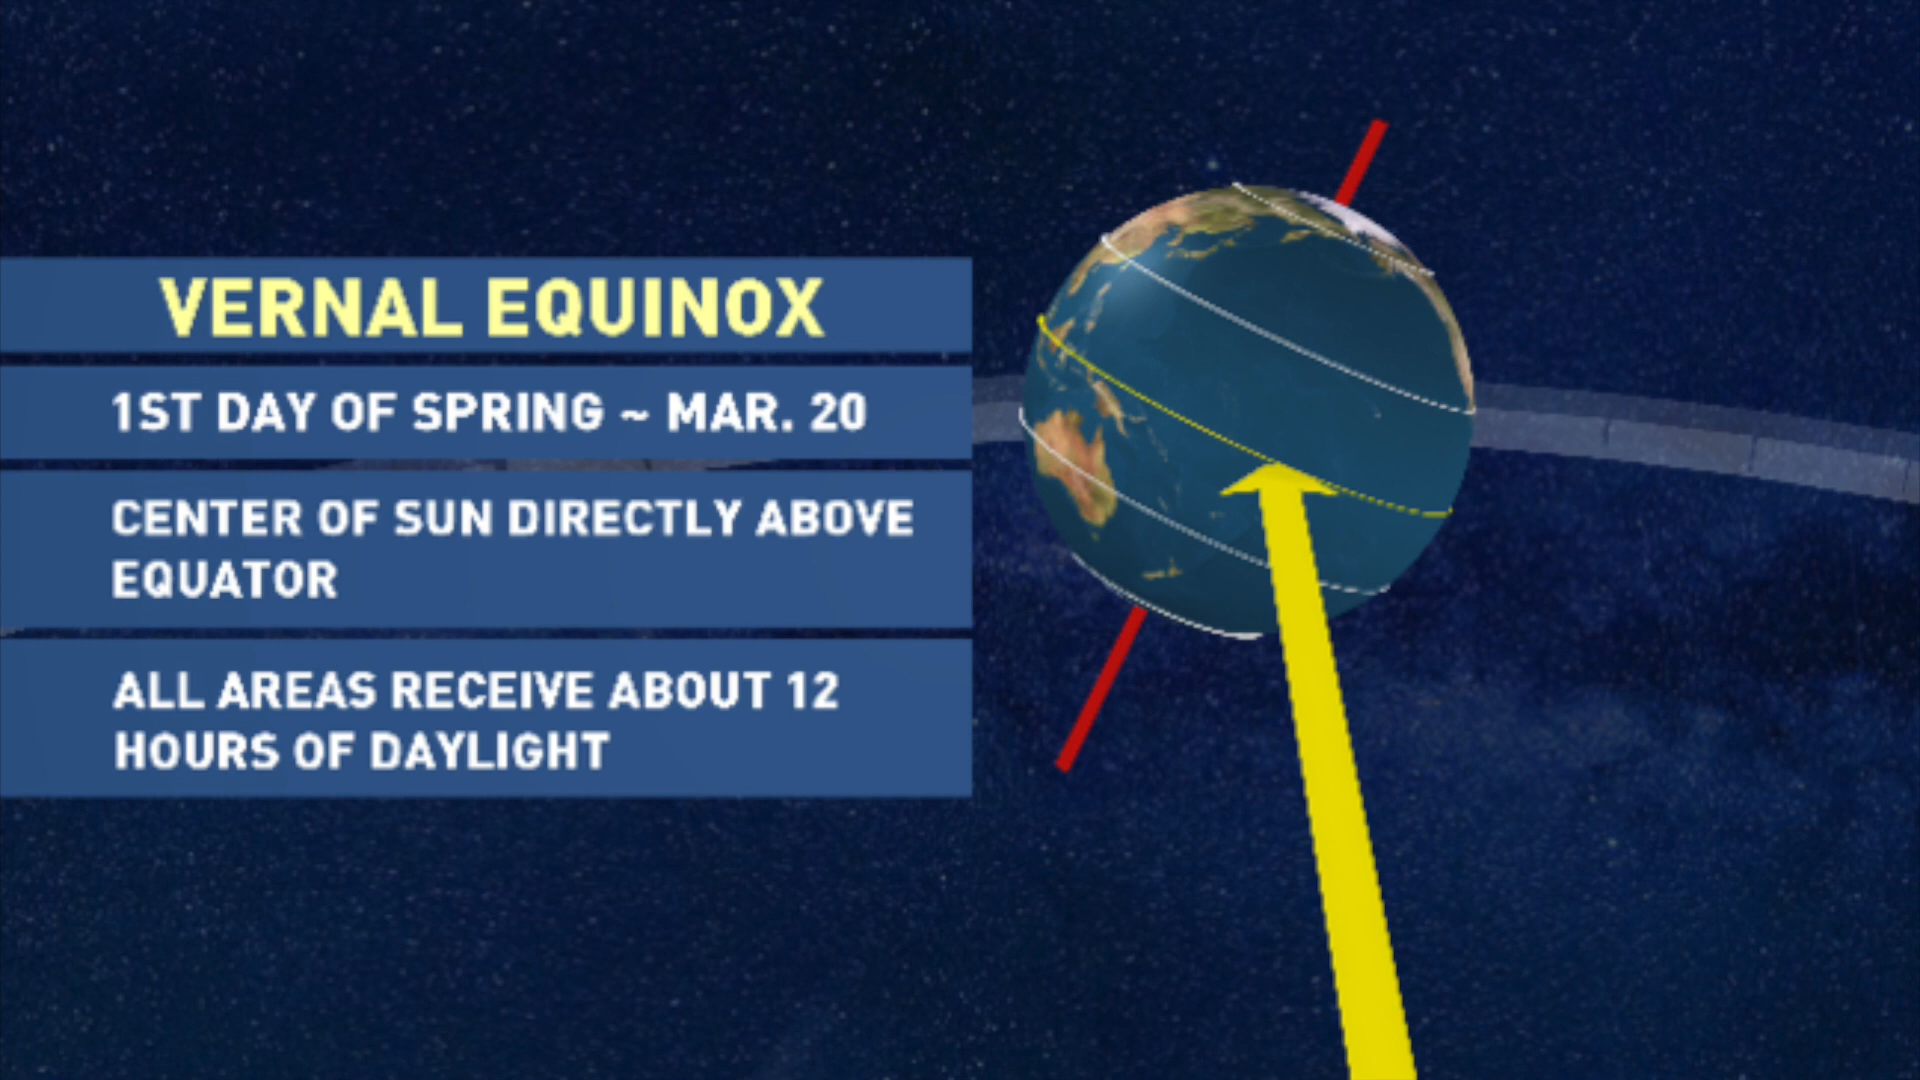 VERNAL EQUINOX
1ST DAY OF SPRING ~ MAR. 20
CENTER OF SUN DIRECTLY ABOVE
EQUATOR
ALL AREAS RECEIVE ABOUT 12
HOURS OF DAYLIGHT